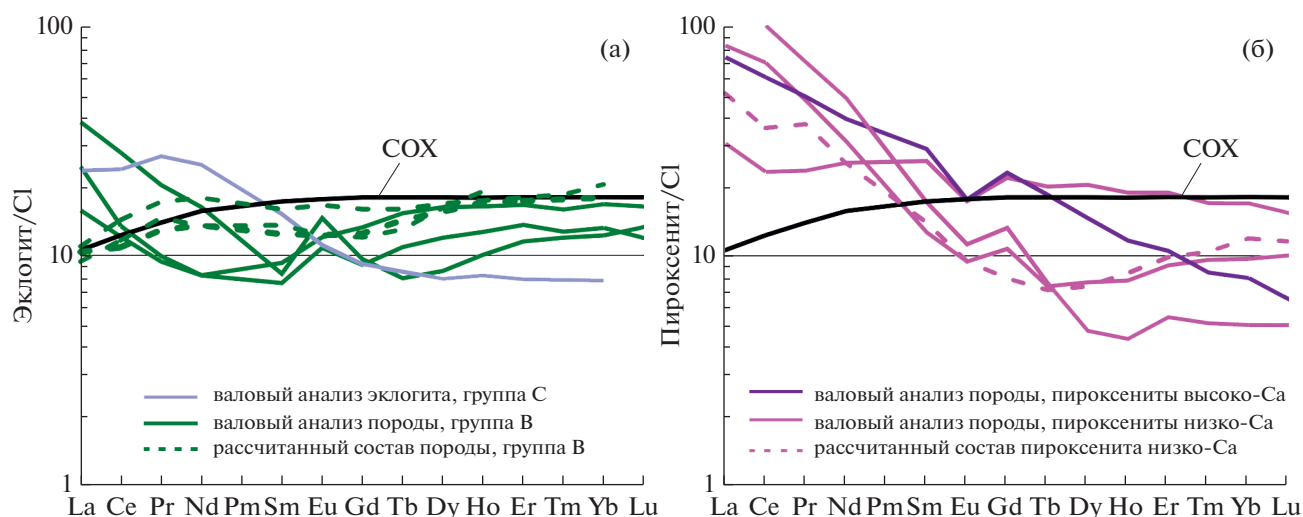 100
(а)
COX
10
Эклогит/Cl
валовый анализ эклогита, группа С
валовый анализ породы, группа В
рассчитанный состав породы, группа В
1
La Ce Pr Nd Pm Sm Eu Gd Tb Dy Ho Er Tm Yb Lu
100
(б)
COX
10
Пироксенит/Cl
валовый анализ породы, пироксениты высоко-Са
валовый анализ породы, пироксениты низко-Са
рассчитанный состав пироксенита низко-Са
1
La Ce Pr Nd Pm Sm Eu Gd Tb Dy Ho Er Tm Yb Lu